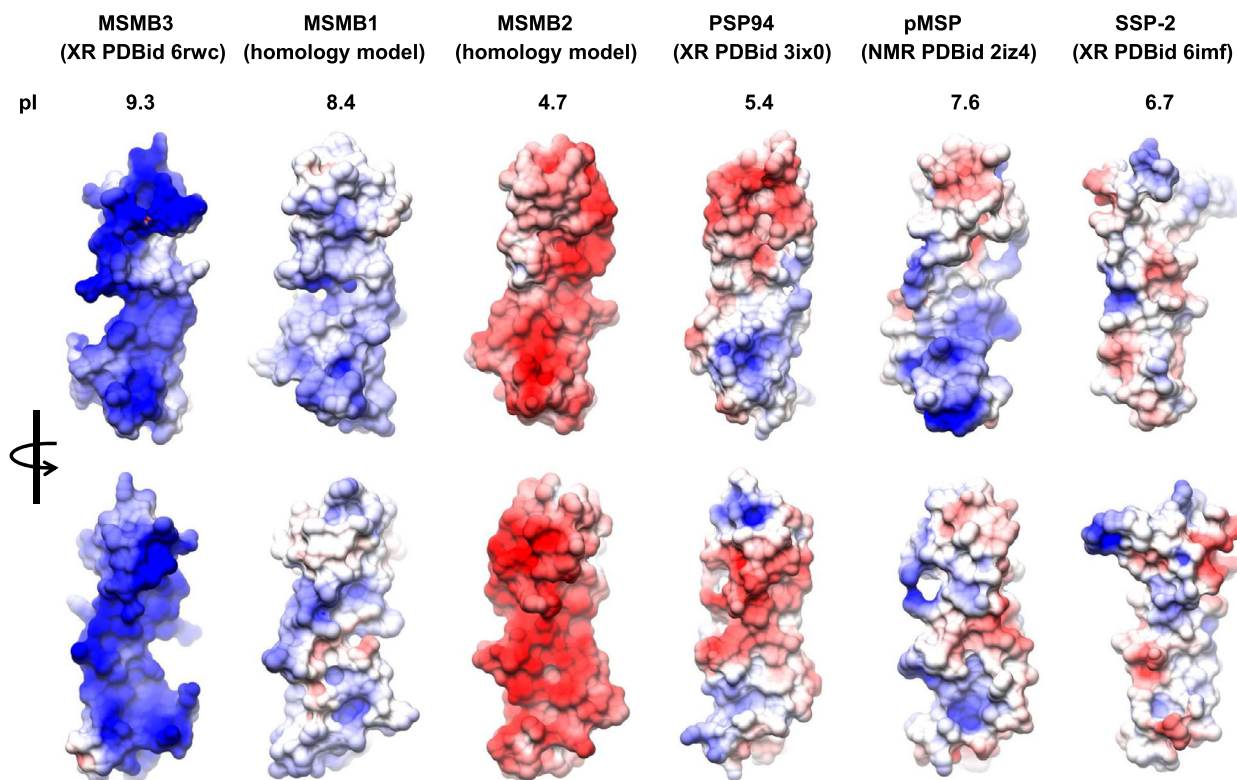 MSMB3 MSMB1 MSMB2 PSP94 pMSP SSP-2
(XR PDBid 6rwc) (homology model) (homology model) (XR PDBid 3ix0) (NMR PDBid 2iz4) (XR PDBid 6imf)
pI 9.3 8.4 4.7 5.4 7.6 6.7